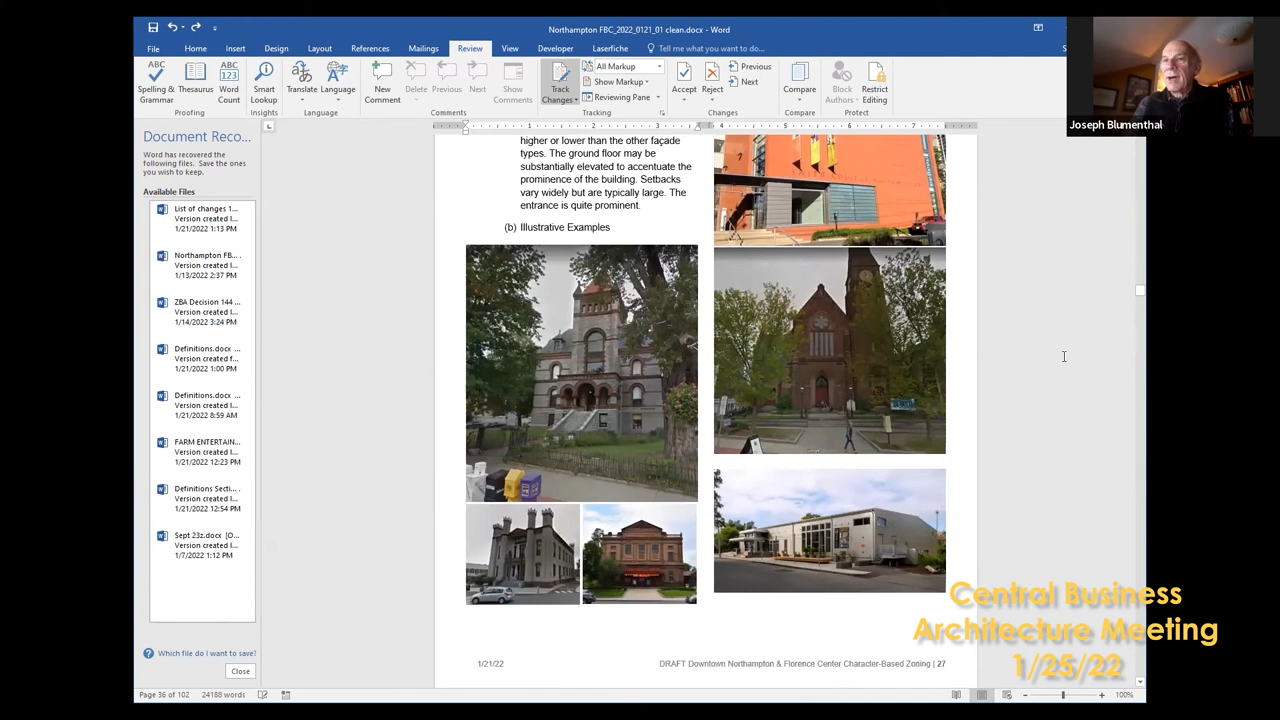 Northampton FBC_2022_0121_01 clean.docx - Word
File
Home
Insert
Design
Layout
References
Mailings
Review
View
Developer
Laserfiche
Tell me what you want to do...
Spelling & Grammar
Thesaurus
Word Count
Smart Lookup
Translate
Language
New Comment
Delete
Previous
Next
Show Comments
Track Changes
All Markup
Show Markup
Reviewing Pane
Accept
Reject
Previous
Next
Compare
Block Authors
Restrict Editing
Proofing
Insights
Language
Comments
Tracking
Changes
Compare
Protect
Joseph Blumenthal
Document Reco...
Word has recovered the
following files. Save the ones
you wish to keep.
Available Files
List of changes 1...
Version created l...
1/21/2022 1:13 PM
Northampton FB...
Version created l...
1/13/2022 2:37 PM
ZBA Decision 144 ...
Version created l...
1/14/2022 3:24 PM
Definitions.docx ...
Version created f...
1/21/2022 1:00 PM
Definitions.docx ...
Version created l...
1/21/2022 8:59 AM
FARM ENTERTAIN...
Version created l...
1/21/2022 12:23 PM
Definitions Secti...
Version created l...
1/21/2022 12:54 PM
Sept 23z.docx [O...
Version created l...
1/7/2022 1:12 PM
Which file do I want to save?
Close
1 2 3 4 5 6 7
higher or lower than the other façade
types. The ground floor may be
substantially elevated to accentuate the
prominence of the building. Setbacks
vary widely but are typically large. The
entrance is quite prominent.
(b) Illustrative Examples
1/21/22
DRAFT Downtown Northampton & Florence Center Character-Based Zoning | 27
Central Business
Architecture Meeting
1/25/22
Page 36 of 102
24188 words
100%